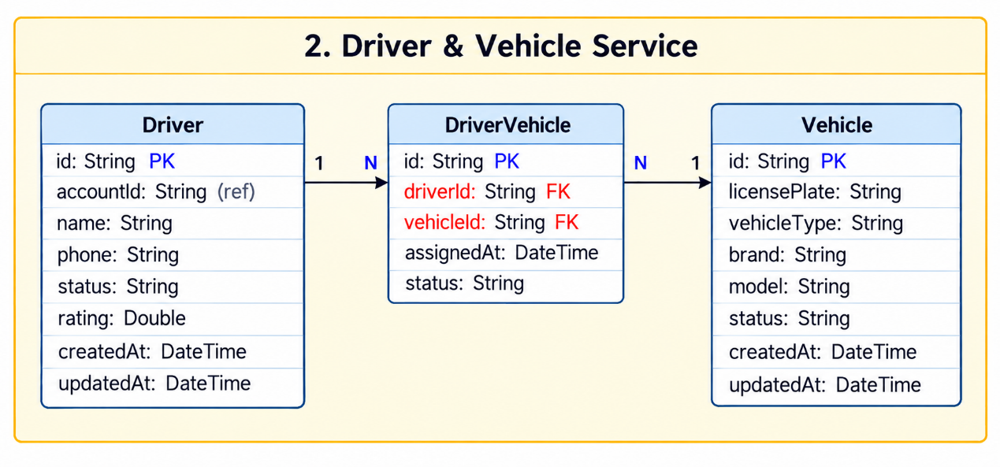 2. Driver & Vehicle Service
Driver
id: String PK
accountId: String (ref)
name: String
phone: String
status: String
rating: Double
createdAt: DateTime
updatedAt: DateTime
1 N
DriverVehicle
id: String PK
driverId: String FK
vehicleId: String FK
assignedAt: DateTime
status: String
N 1
Vehicle
id: String PK
licensePlate: String
vehicleType: String
brand: String
model: String
status: String
createdAt: DateTime
updatedAt: DateTime